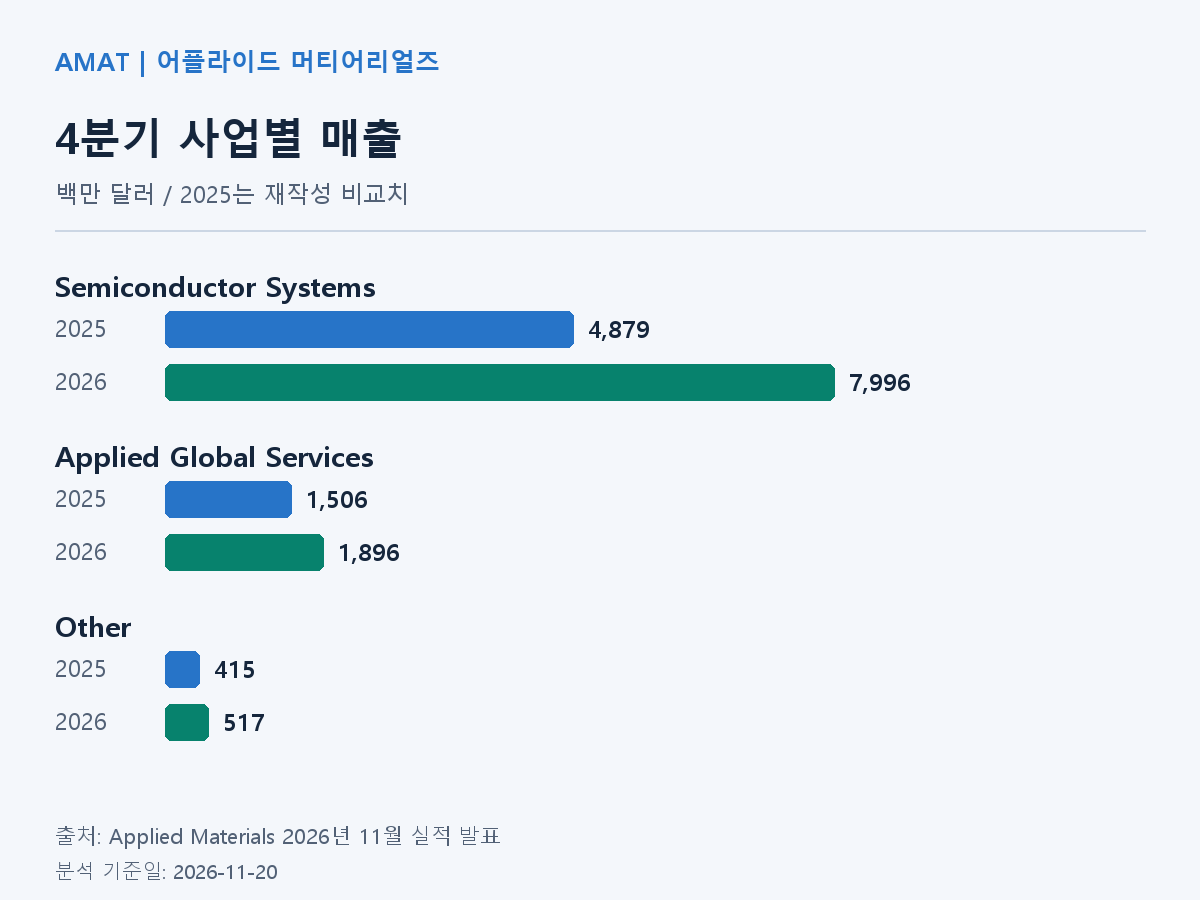 AMAT | 어플라이드 머티어리얼즈
4분기 사업별 매출
백만 달러 / 2025는 재작성 비교치
Semiconductor Systems
2025 4,879
2026 7,996
Applied Global Services
2025 1,506
2026 1,896
Other
2025 415
2026 517
출처: Applied Materials 2026년 11월 실적 발표
분석 기준일: 2026-11-20